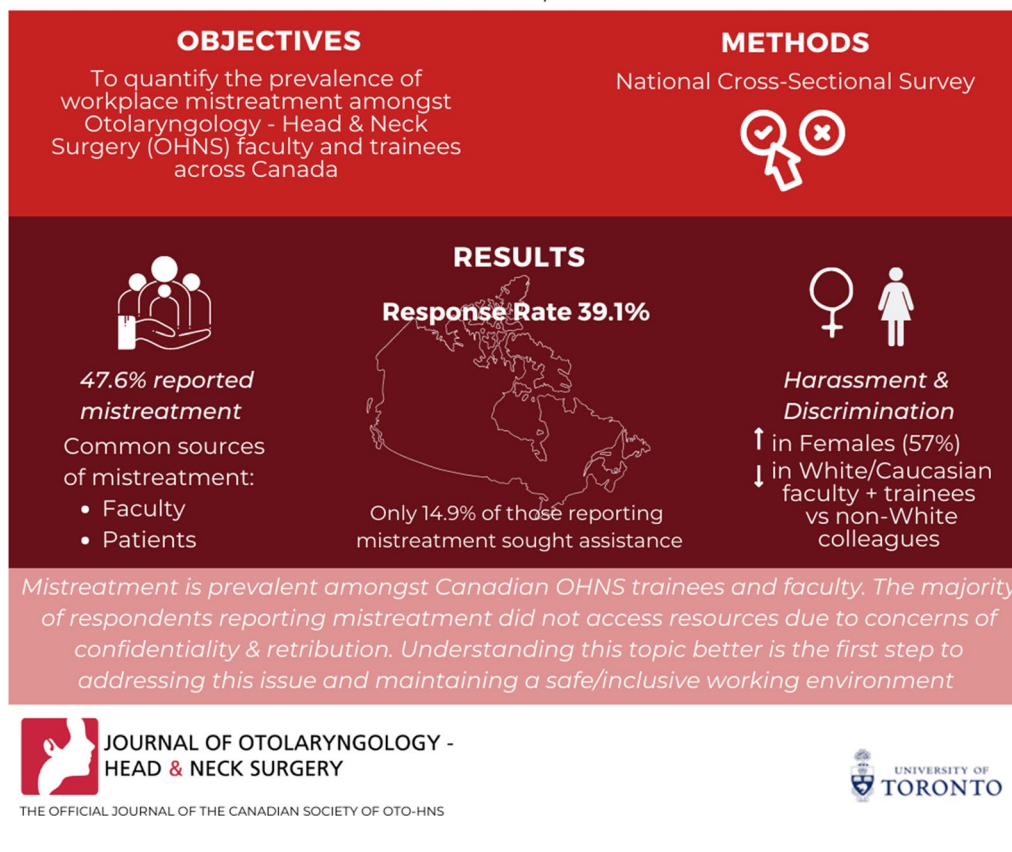 OBJECTIVES
To quantify the prevalence of
workplace mistreatment amongst
Otolaryngology - Head & Neck
Surgery (OHNS) faculty and trainees
across Canada
METHODS
National Cross-Sectional Survey
RESULTS
Response Rate 39.1%
47.6% reported
mistreatment
Common sources
of mistreatment:
• Faculty
• Patients
Only 14.9% of those reporting
mistreatment sought assistance
Harassment &
Discrimination
↑ in Females (57%)
↓ in White/Caucasian
faculty + trainees
vs non-White
colleagues
Mistreatment is prevalent amongst Canadian OHNS trainees and faculty. The majority
of respondents reporting mistreatment did not access resources due to concerns of
confidentiality & retribution. Understanding this topic better is the first step to
addressing this issue and maintaining a safe/inclusive working environment
JOURNAL OF OTOLARYNGOLOGY -
HEAD & NECK SURGERY
THE OFFICIAL JOURNAL OF THE CANADIAN SOCIETY OF OTO-HNS
UNIVERSITY OF
TORONTO